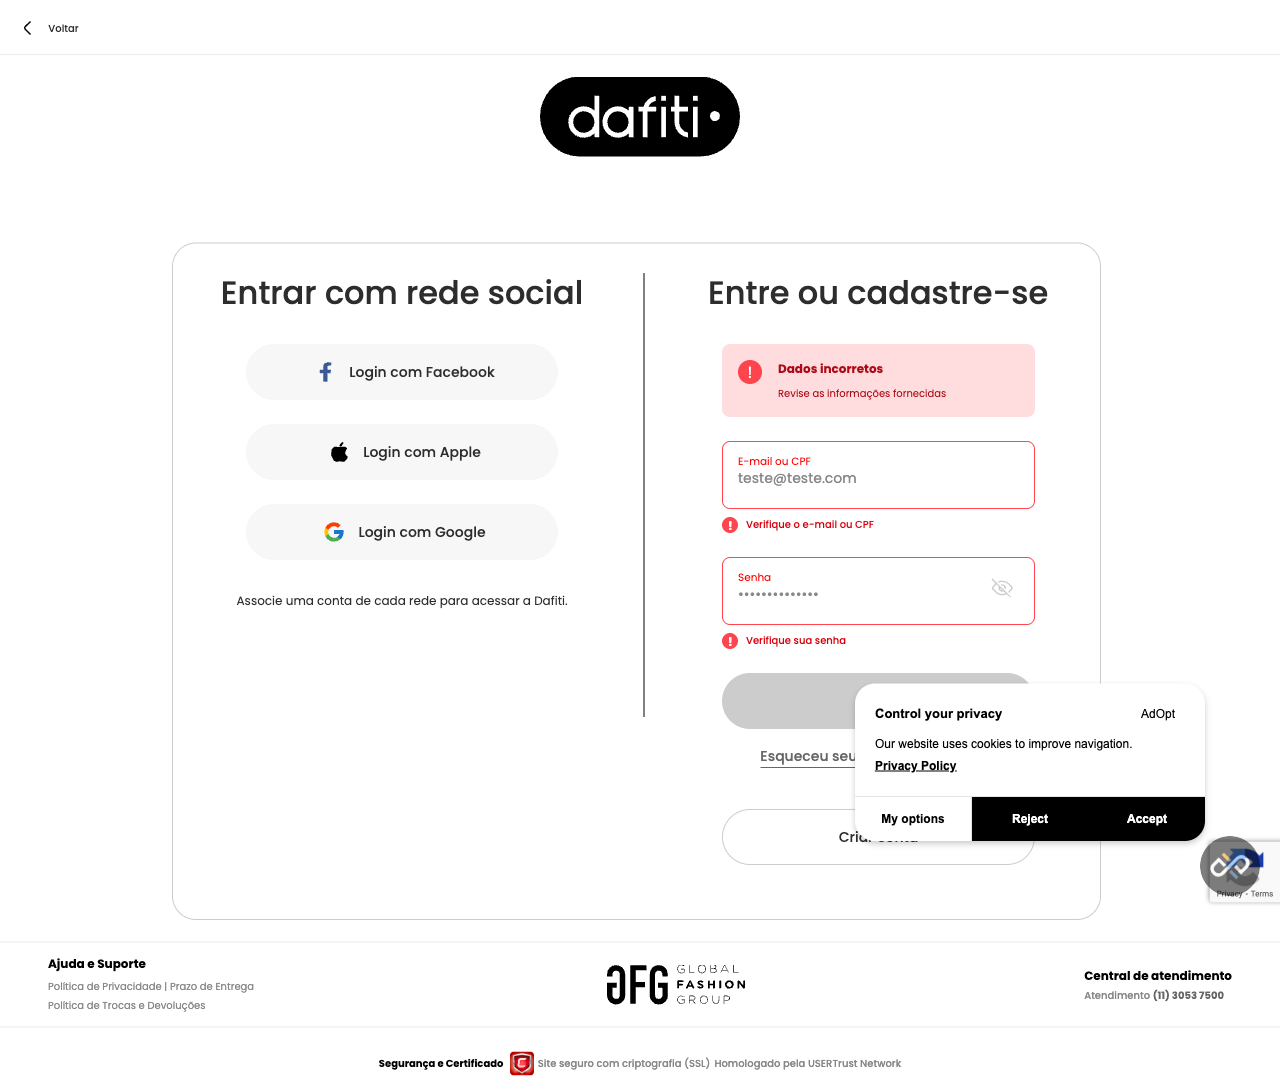 Voltar
dafiti
Entrar com rede social
Login com Facebook
Login com Apple
Login com Google
Associe uma conta de cada rede para acessar a Dafiti.
Entre ou cadastre-se
Dados incorretos
Revise as informações fornecidas
E-mail ou CPF
teste@teste.com
Verifique o e-mail ou CPF
Senha
••••••••••••••
Verifique sua senha
Esqueceu seu
Control your privacy
AdOpt
Our website uses cookies to improve navigation.
Privacy Policy
My options
Reject
Accept
Criar conta
Privacy - Terms
Ajuda e Suporte
Política de Privacidade | Prazo de Entrega
Política de Trocas e Devoluções
GFG GLOBAL
FASHION
GROUP
Central de atendimento
Atendimento (11) 3053 7500
Segurança e Certificado
Site seguro com criptografia (SSL) Homologado pela USERTrust Network